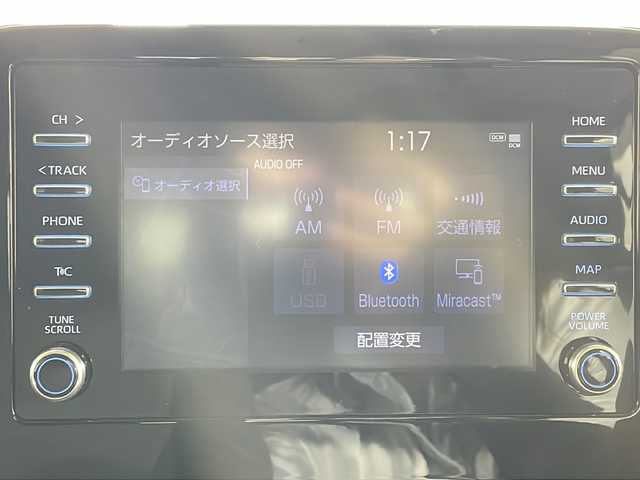 CH >
<TRACK
PHONE
T℃
TUNE
SCROLL
オーディオソース選択
1:17
DCM
DCM
AUDIO OFF
オーディオ選択
AM
FM
交通情報
USB
Bluetooth
Miracast™
配置変更
HOME
MENU
AUDIO
MAP
POWER
VOLUME